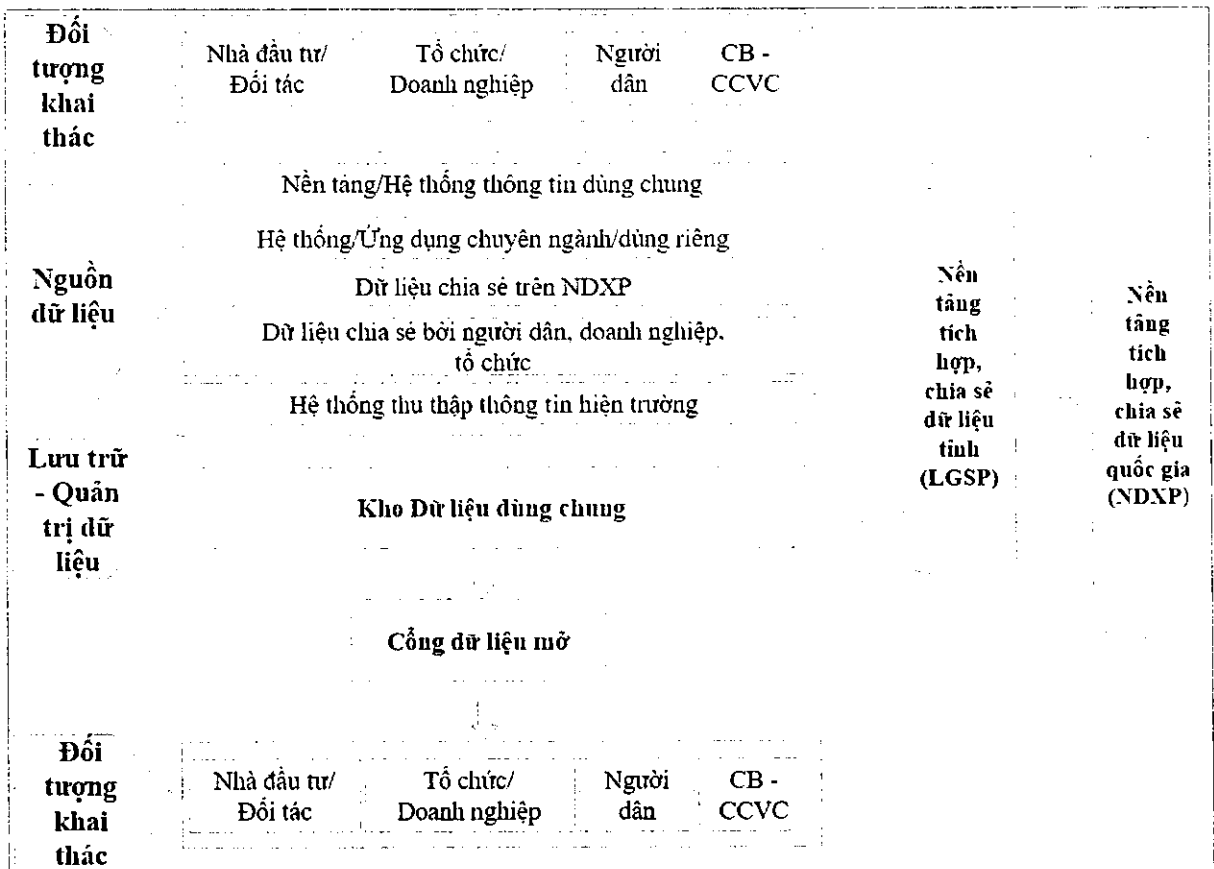 Đối
tượng
khai
thác
Nhà đầu tư/
Đối tác
Tổ chức/
Doanh nghiệp
Người
dân
CB -
CCVC
Nền tảng/Hệ thống thông tin dùng chung
Hệ thống/Ứng dụng chuyên ngành/dùng riêng
Nguồn
dữ liệu
Dữ liệu chia sẻ trên NDXP
Dữ liệu chia sẻ bởi người dân, doanh nghiệp,
tổ chức
Hệ thống thu thập thông tin hiện trường
Lưu trữ
- Quản
trị dữ
liệu
Kho Dữ liệu dùng chung
Cổng dữ liệu mở
Nền
tảng
tích
hợp,
chia sẻ
dữ liệu
tỉnh
(LGSP)
Nền
tảng
tích
hợp,
chia sẻ
dữ liệu
quốc gia
(NDXP)
Đối
tượng
khai
thác
Nhà đầu tư/
Đối tác
Tổ chức/
Doanh nghiệp
Người
dân
CB -
CCVC